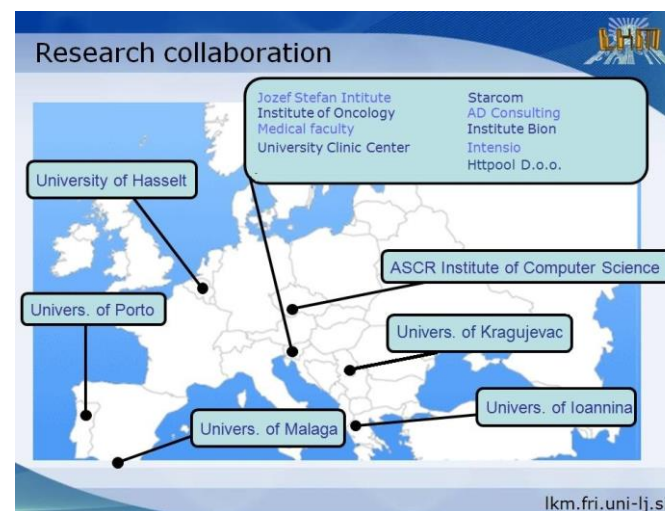 Research collaboration
LKM
Jozef Stefan Intitute
Institute of Oncology
Medical faculty
University Clinic Center
.
Starcom
AD Consulting
Institute Bion
Intensio
Httpool D.o.o.
University of Hasselt
ASCR Institute of Computer Science
Univers. of Porto
Univers. of Kragujevac
Univers. of Ioannina
Univers. of Malaga
lkm.fri.uni-lj.s